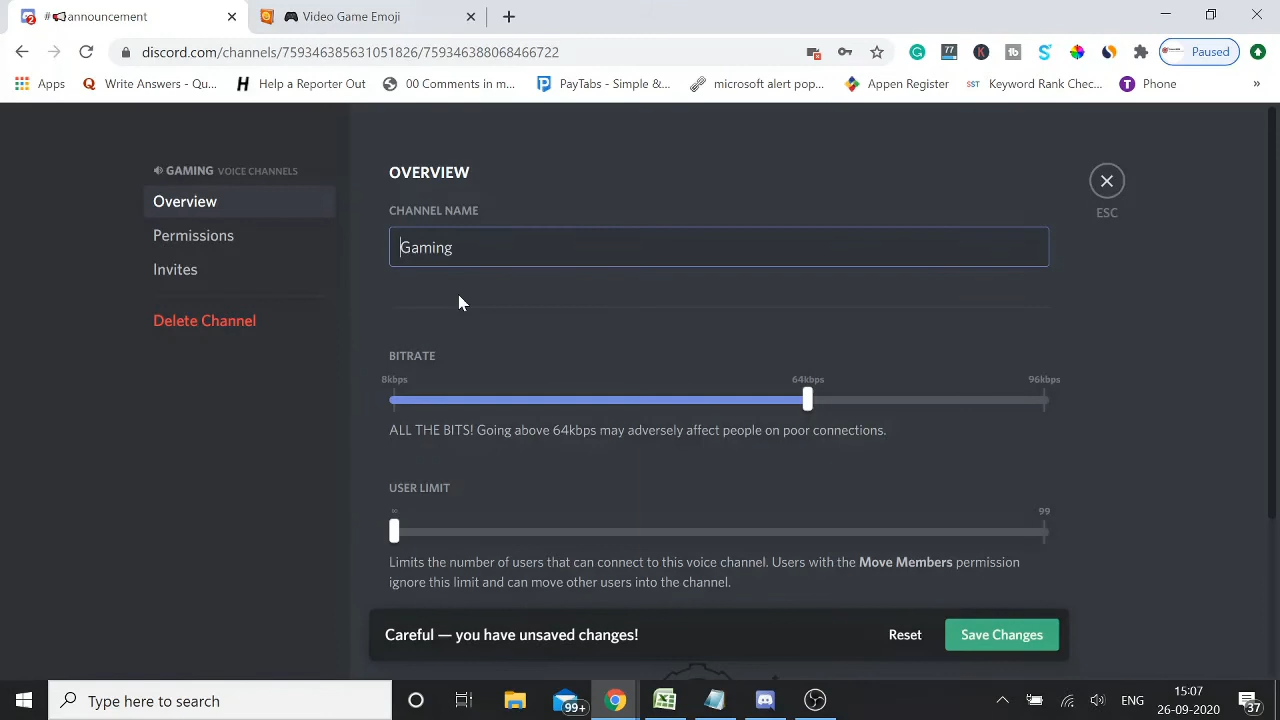 #📢announcement
🎮 Video Game Emoji
discord.com/channels/759346385631051826/759346388068466722
77
Paused
Apps
Write Answers - Qu...
Help a Reporter Out
00 Comments in m...
PayTabs - Simple &...
microsoft alert pop...
Appen Register
SST Keyword Rank Chec...
Phone
»
GAMING VOICE CHANNELS
Overview
Permissions
Invites
Delete Channel
OVERVIEW
CHANNEL NAME
Gaming
ESC
BITRATE
8kbps
64kbps
96kbps
ALL THE BITS! Going above 64kbps may adversely affect people on poor connections.
USER LIMIT
∞
99
Limits the number of users that can connect to this voice channel. Users with the Move Members permission
ignore this limit and can move other users into the channel.
Careful — you have unsaved changes!
Reset
Save Changes
Type here to search
99+
ENG
15:07
26-09-2020
37